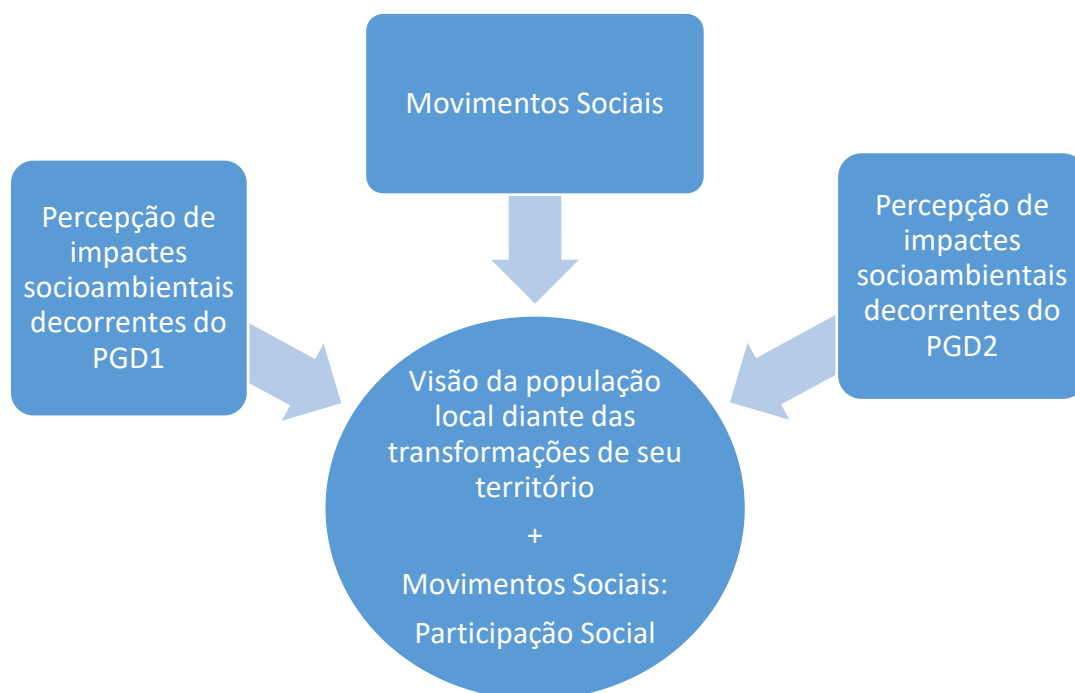 Movimentos Sociais
Percepção de
impactes
socioambientais
decorrentes do
PGD1
Percepção de
impactes
socioambientais
decorrentes do
PGD2
Visão da população
local diante das
transformações de seu
território
+
Movimentos Sociais:
Participação Social